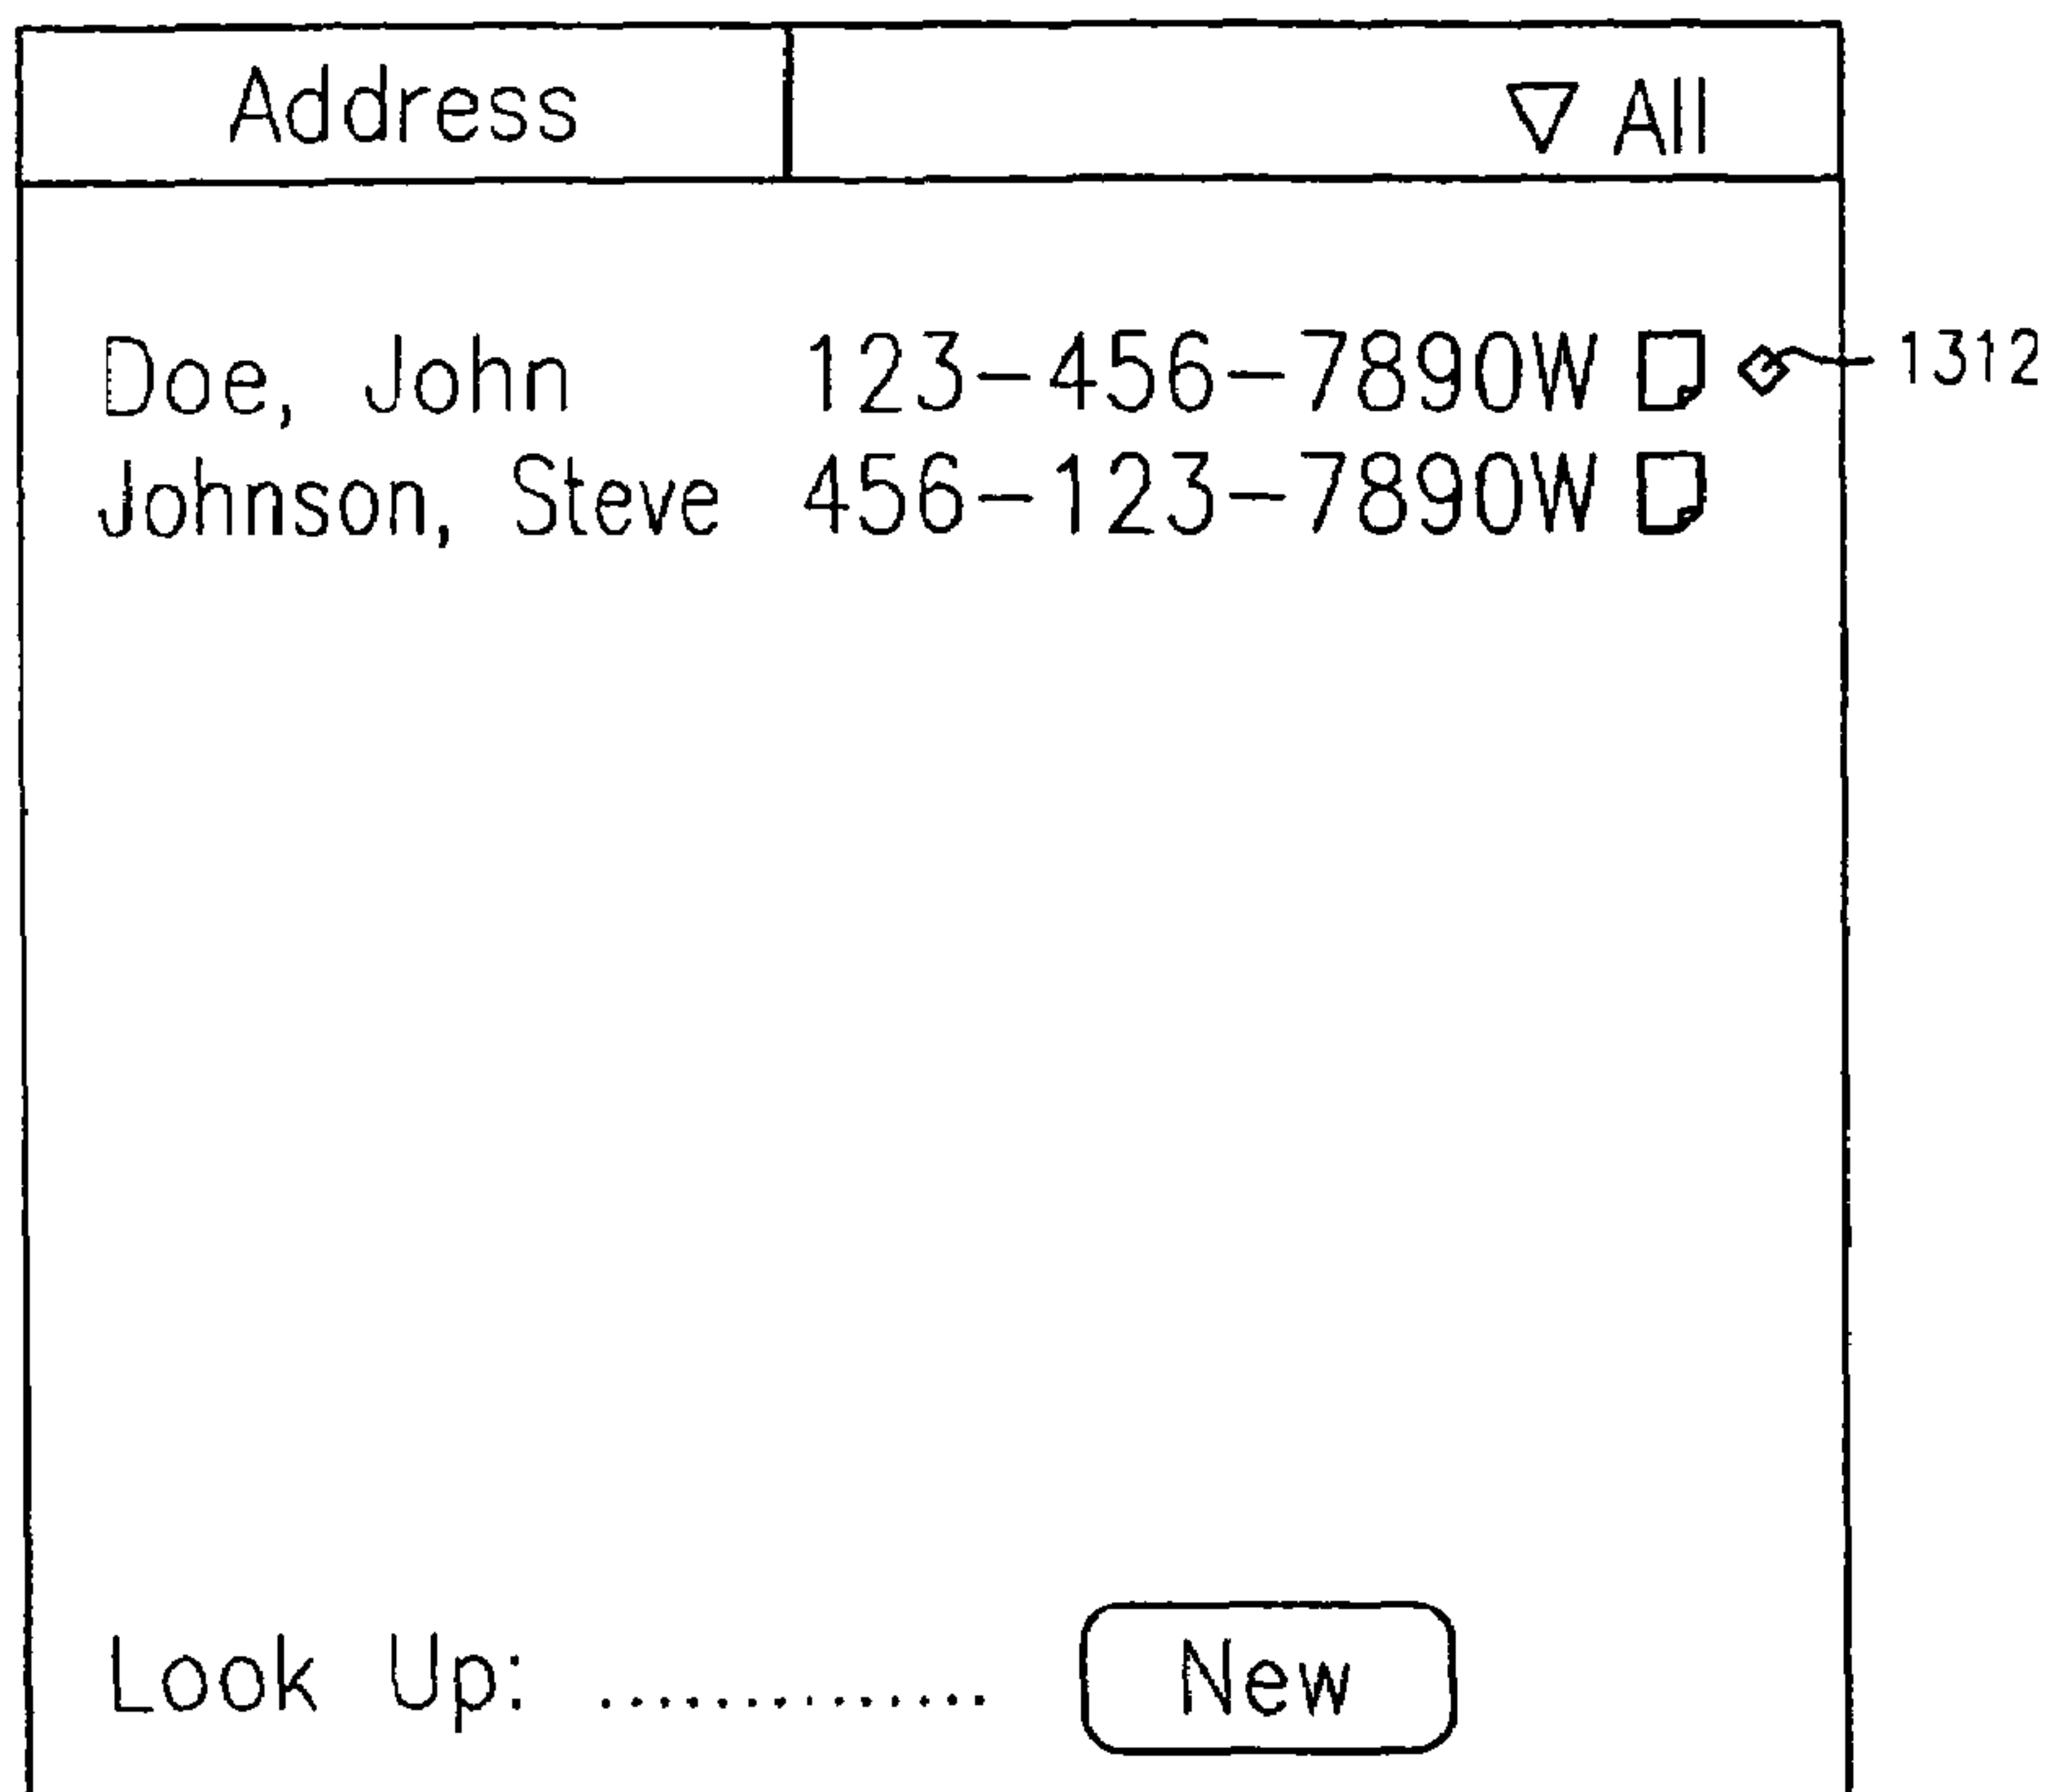 Address ▽ All
Doe, John 123-456-7890W 1312
Johnson, Steve 456-123-7890W
Look Up: .............. New